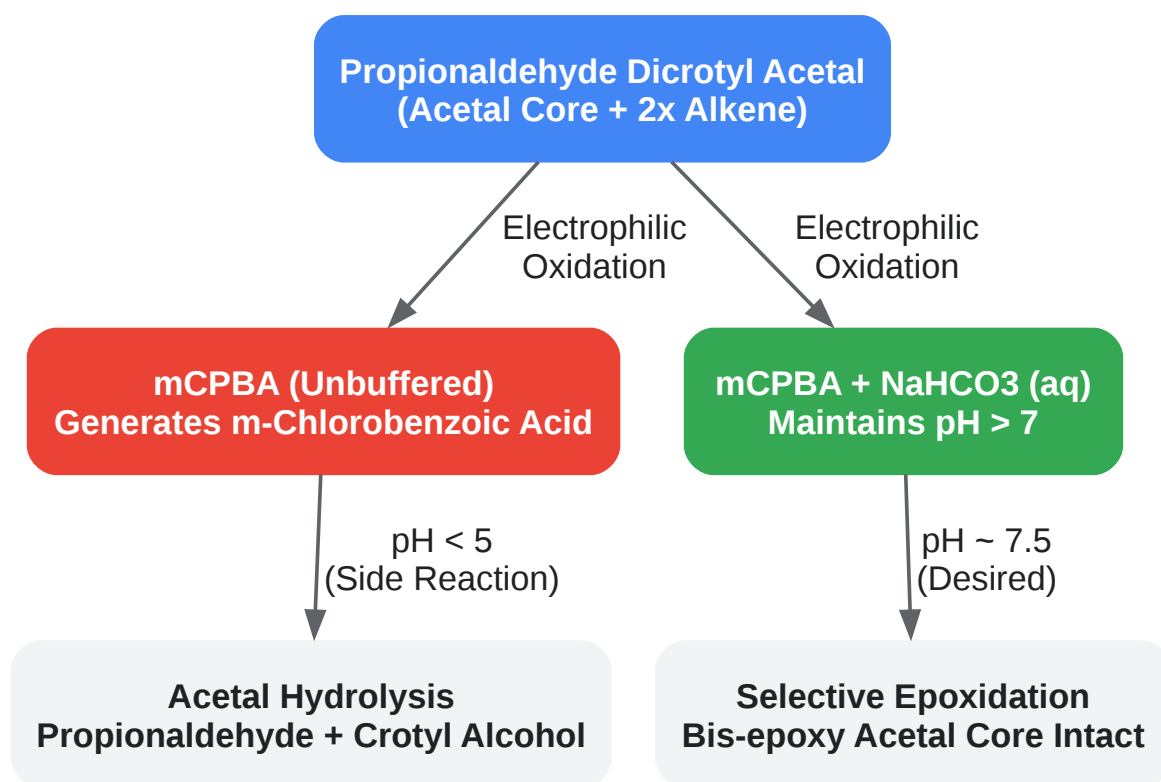 Propionaldehyde Dicrotyl Acetal
(Acetal Core + 2x Alkene)
Electrophilic
Oxidation
Electrophilic
Oxidation
mCPBA (Unbuffered)
Generates m-Chlorobenzoic Acid
mCPBA + NaHCO3 (aq)
Maintains pH > 7
pH < 5
(Side Reaction)
pH ~ 7.5
(Desired)
Acetal Hydrolysis
Propionaldehyde + Crotyl Alcohol
Selective Epoxidation
Bis-epoxy Acetal Core Intact